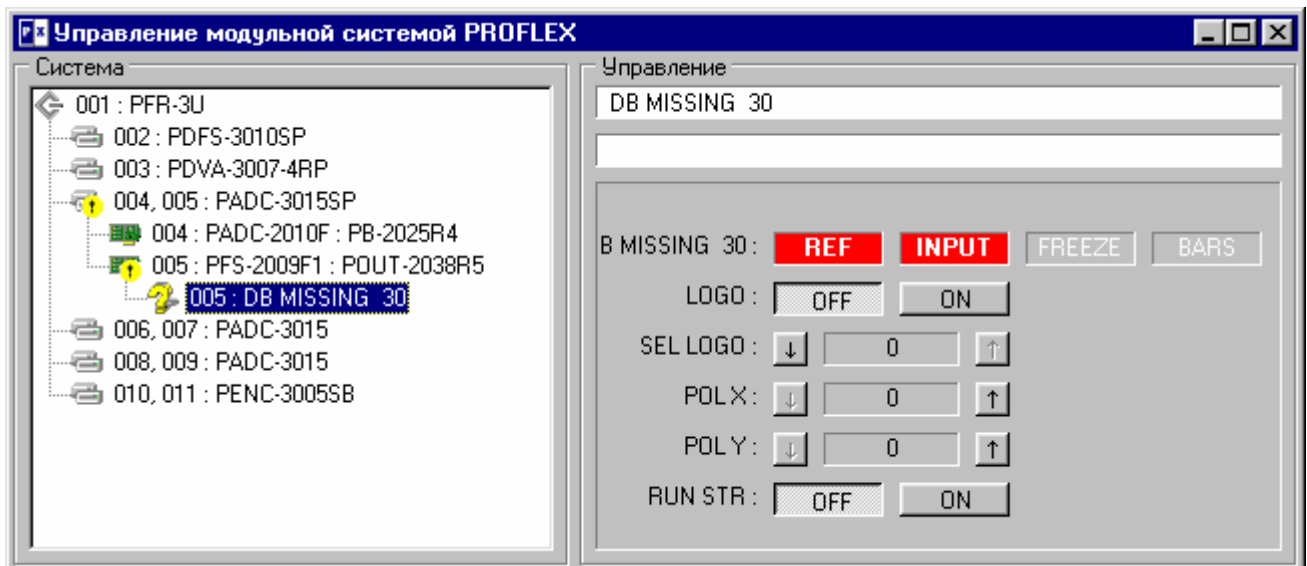 Управление модульной системой PROFLEX
Система
001 : PFR-3U
002 : PDFS-3010SP
003 : PDVA-3007-4RP
004, 005 : PADC-3015SP
004 : PADC-2010F : PB-2025R4
005 : PFS-2009F1 : POUT-2038R5
005 : DB MISSING 30
006, 007 : PADC-3015
008, 009 : PADC-3015
010, 011 : PENC-3005SB
Управление
DB MISSING 30
B MISSING 30 : REF INPUT FREEZE BARS
LOGO : OFF ON
SEL LOGO : ↓ 0 ↑
POL X : ↓ 0 ↑
POL Y : ↓ 0 ↑
RUN STR : OFF ON